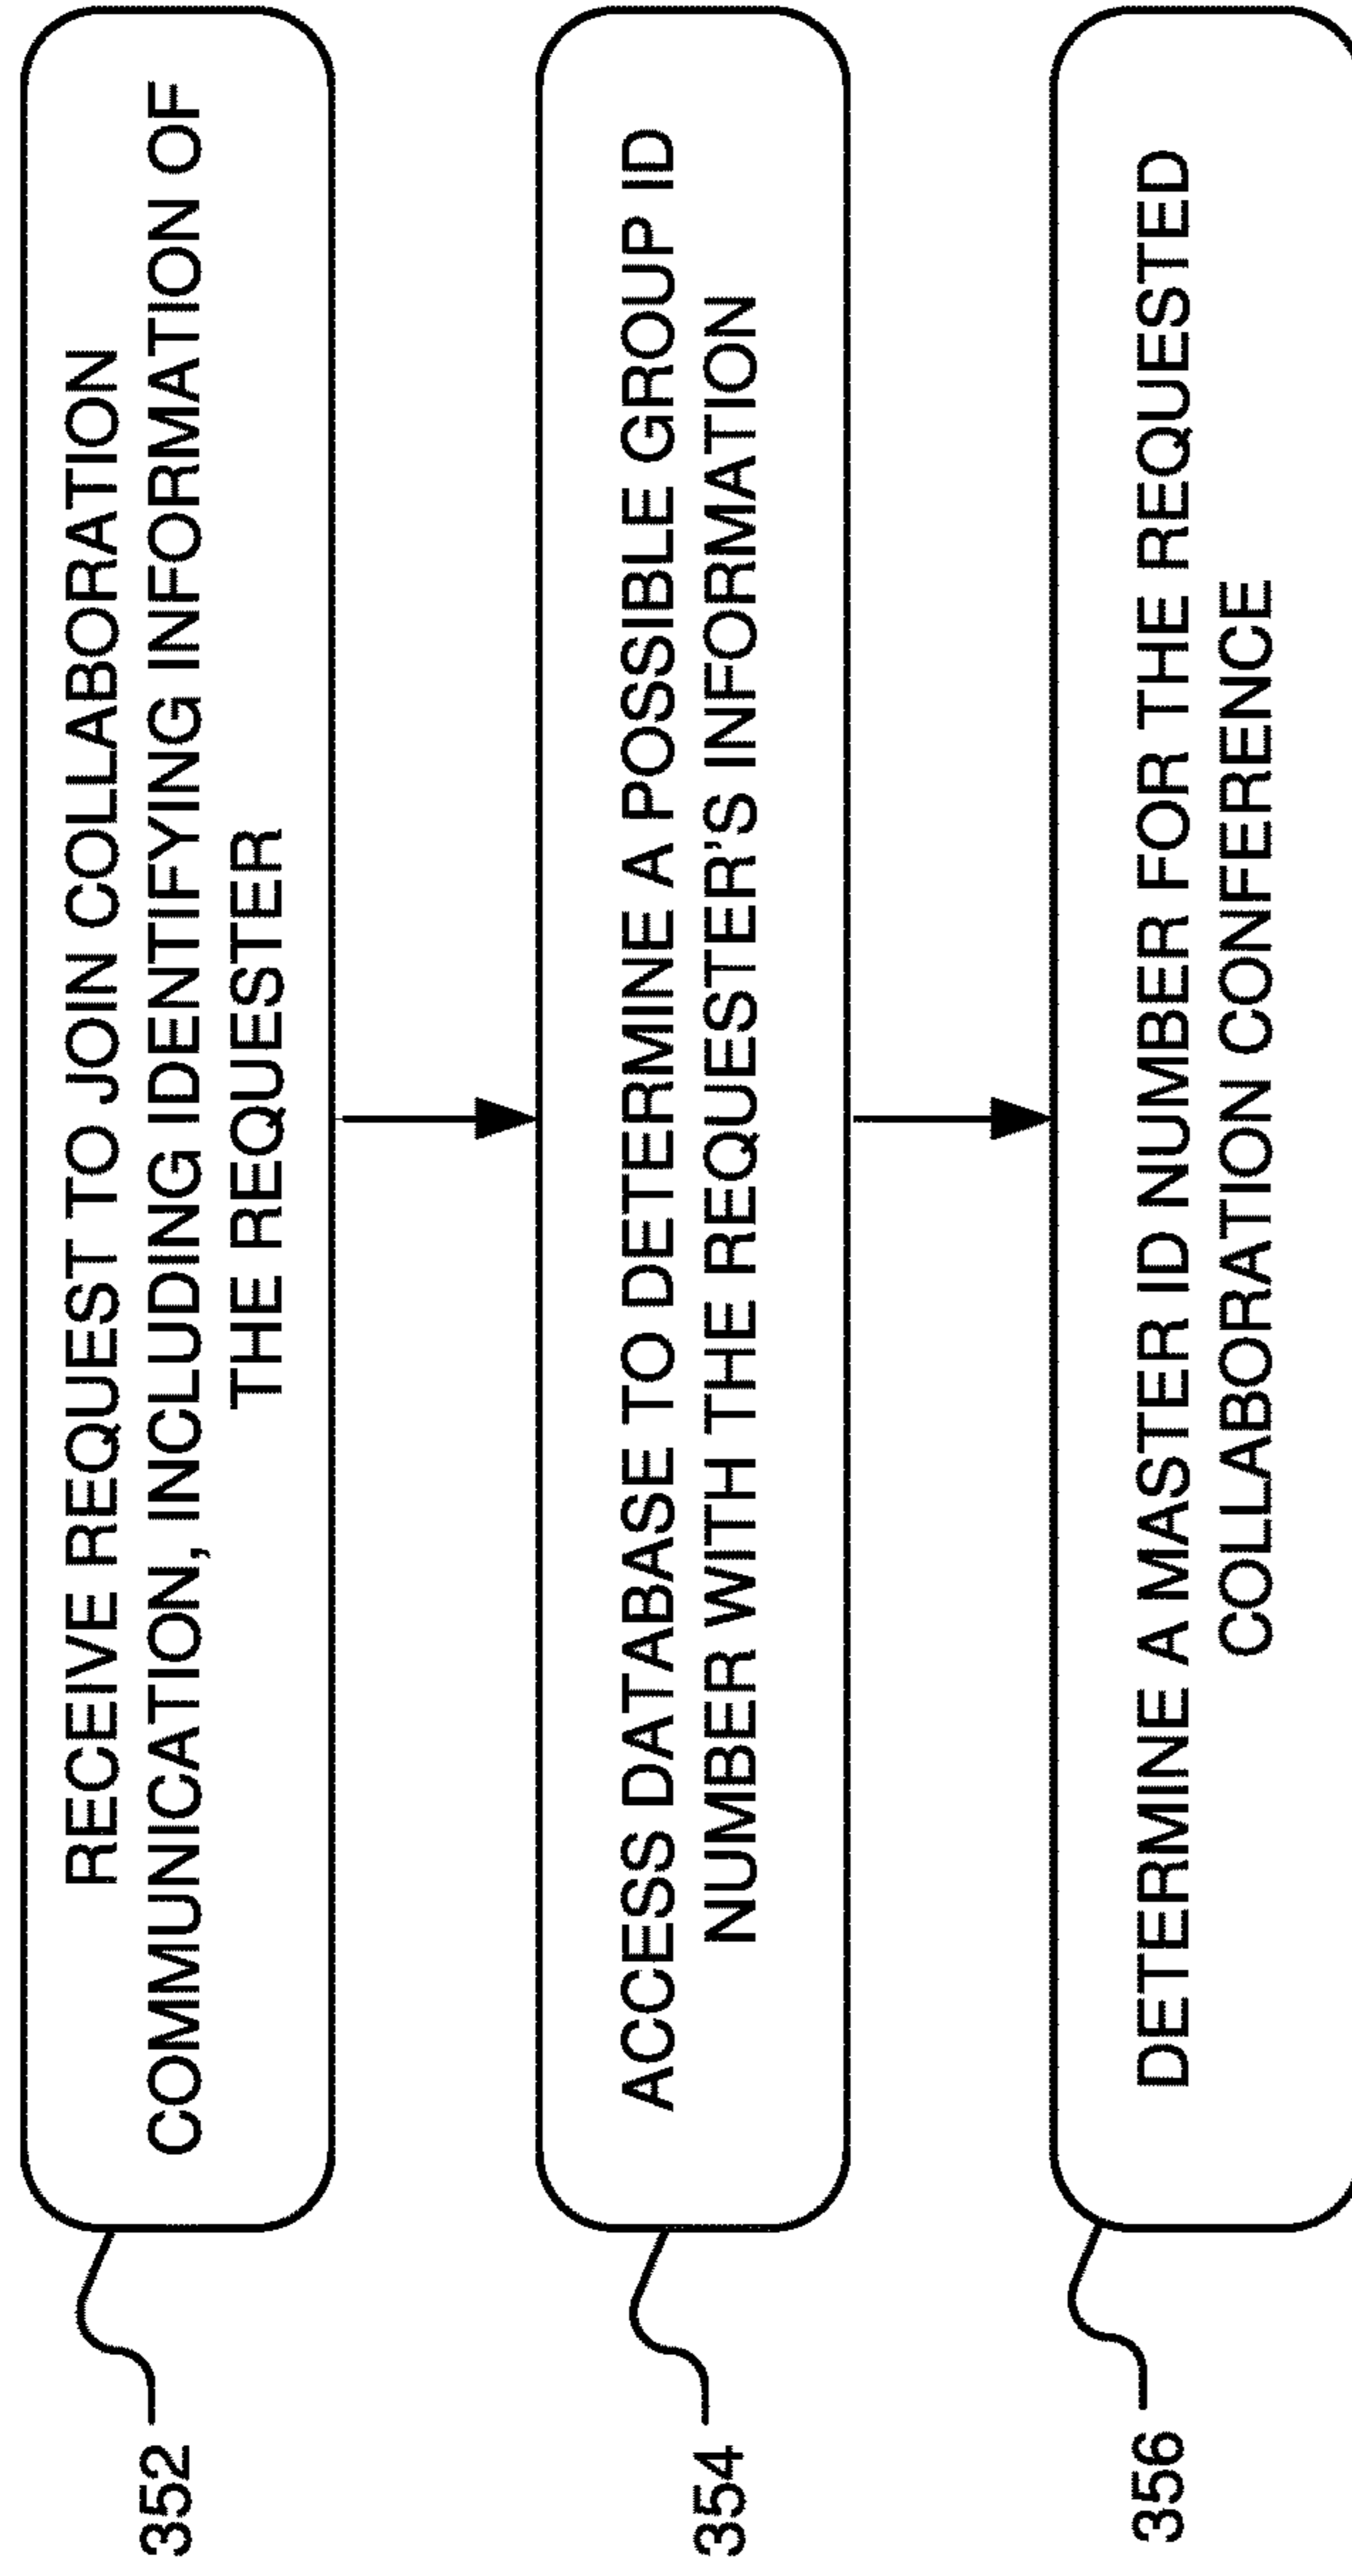 RECEIVE REQUEST TO JOIN COLLABORATION
COMMUNICATION, INCLUDING IDENTIFYING INFORMATION OF
THE REQUESTER
352
ACCESS DATABASE TO DETERMINE A POSSIBLE GROUP ID
NUMBER WITH THE REQUESTER'S INFORMATION
354
DETERMINE A MASTER ID NUMBER FOR THE REQUESTED
COLLABORATION CONFERENCE
356